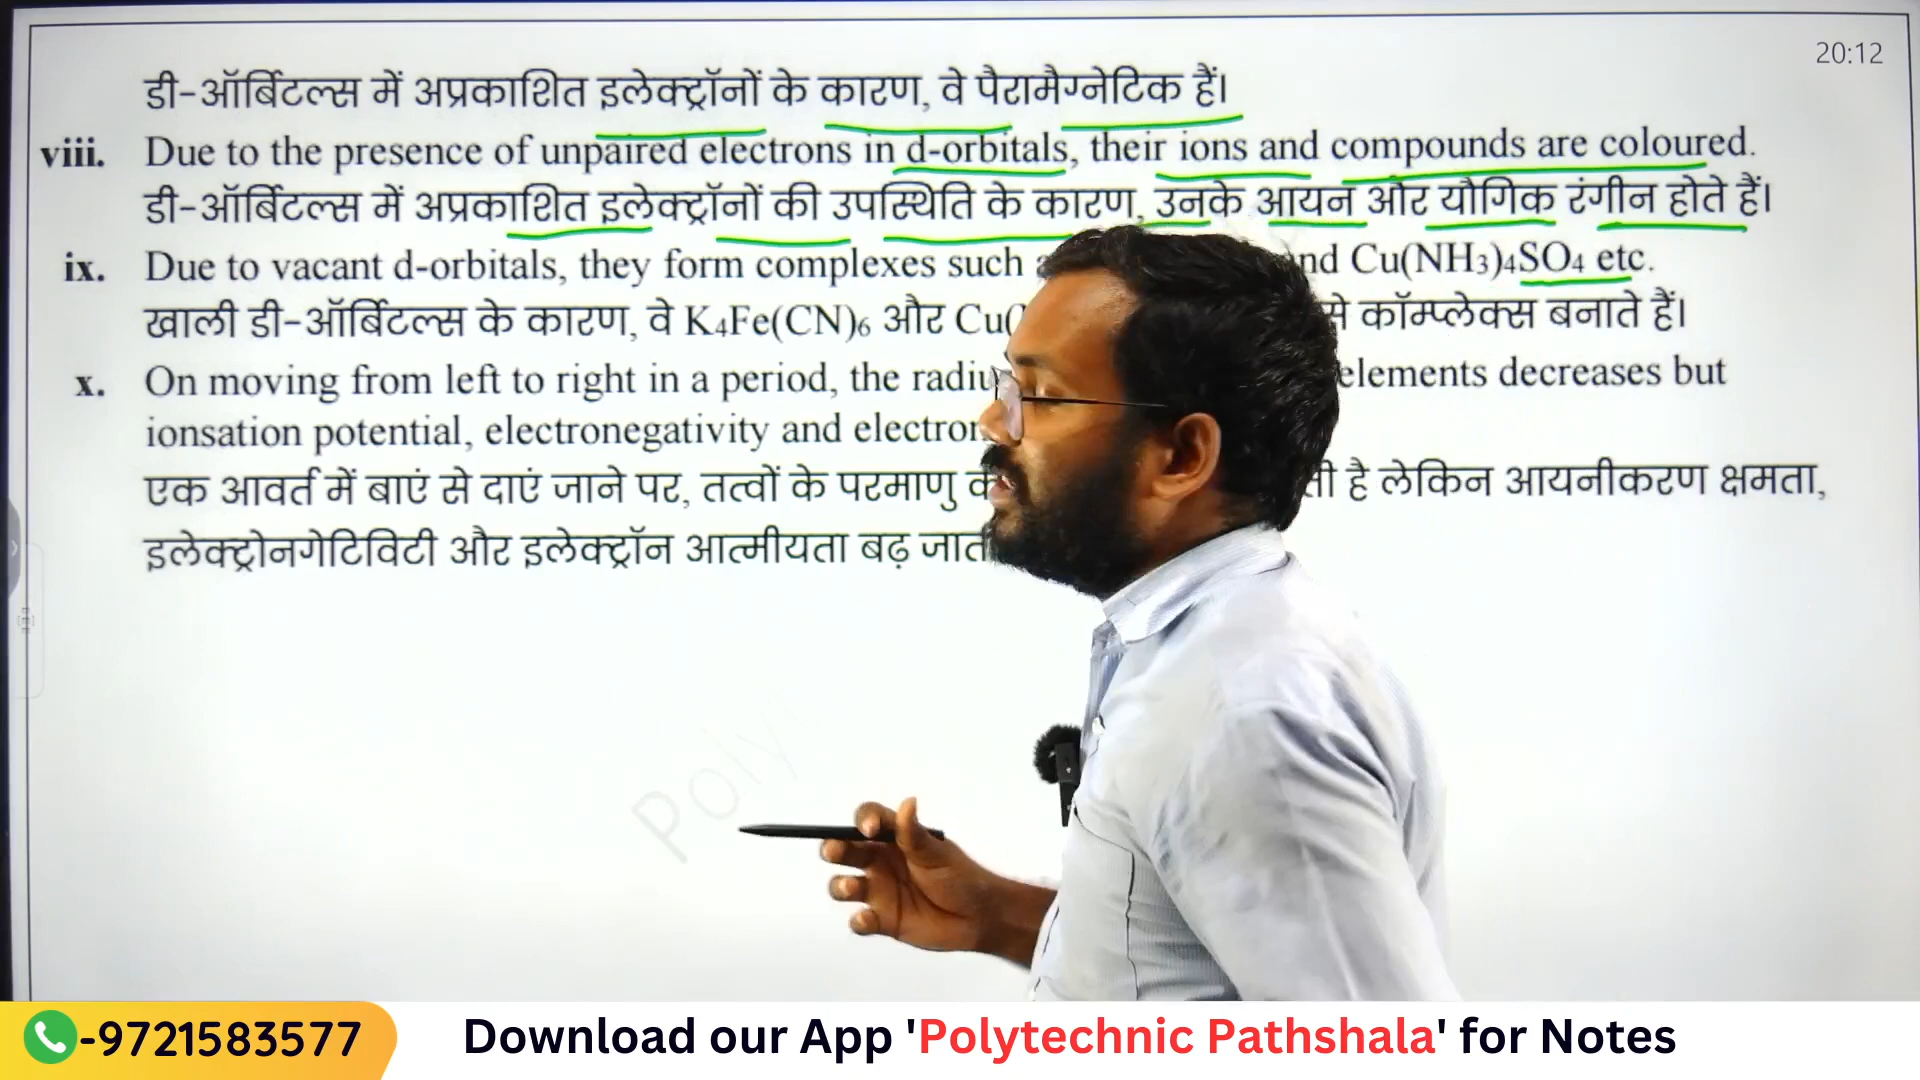 20:12
डी-ऑर्बिटल्स में अप्रकाशित इलेक्ट्रॉनों के कारण, वे पैरामैग्नेटिक हैं।
viii. Due to the presence of unpaired electrons in d-orbitals, their ions and compounds are coloured.
डी-ऑर्बिटल्स में अप्रकाशित इलेक्ट्रॉनों की उपस्थिति के कारण, उनके आयन और यौगिक रंगीन होते हैं।
ix. Due to vacant d-orbitals, they form complexes such Cu(NH₃)₄SO₄ etc.
खाली डी-ऑर्बिटल्स के कारण, वे K₄Fe(CN)₆ और Cu( कॉम्प्लेक्स बनाते हैं।
x. On moving from left to right in a period, the elements decreases but
ionsation potential, electronegativity and
एक आवर्त में बाएं से दाएं जाने पर, तत्वों के परमाणु है लेकिन आयनीकरण क्षमता,
इलेक्ट्रोनगेटिविटी और इलेक्ट्रॉन आत्मीयता बढ़
Poly
-9721583577
Download our App 'Polytechnic Pathshala' for Notes